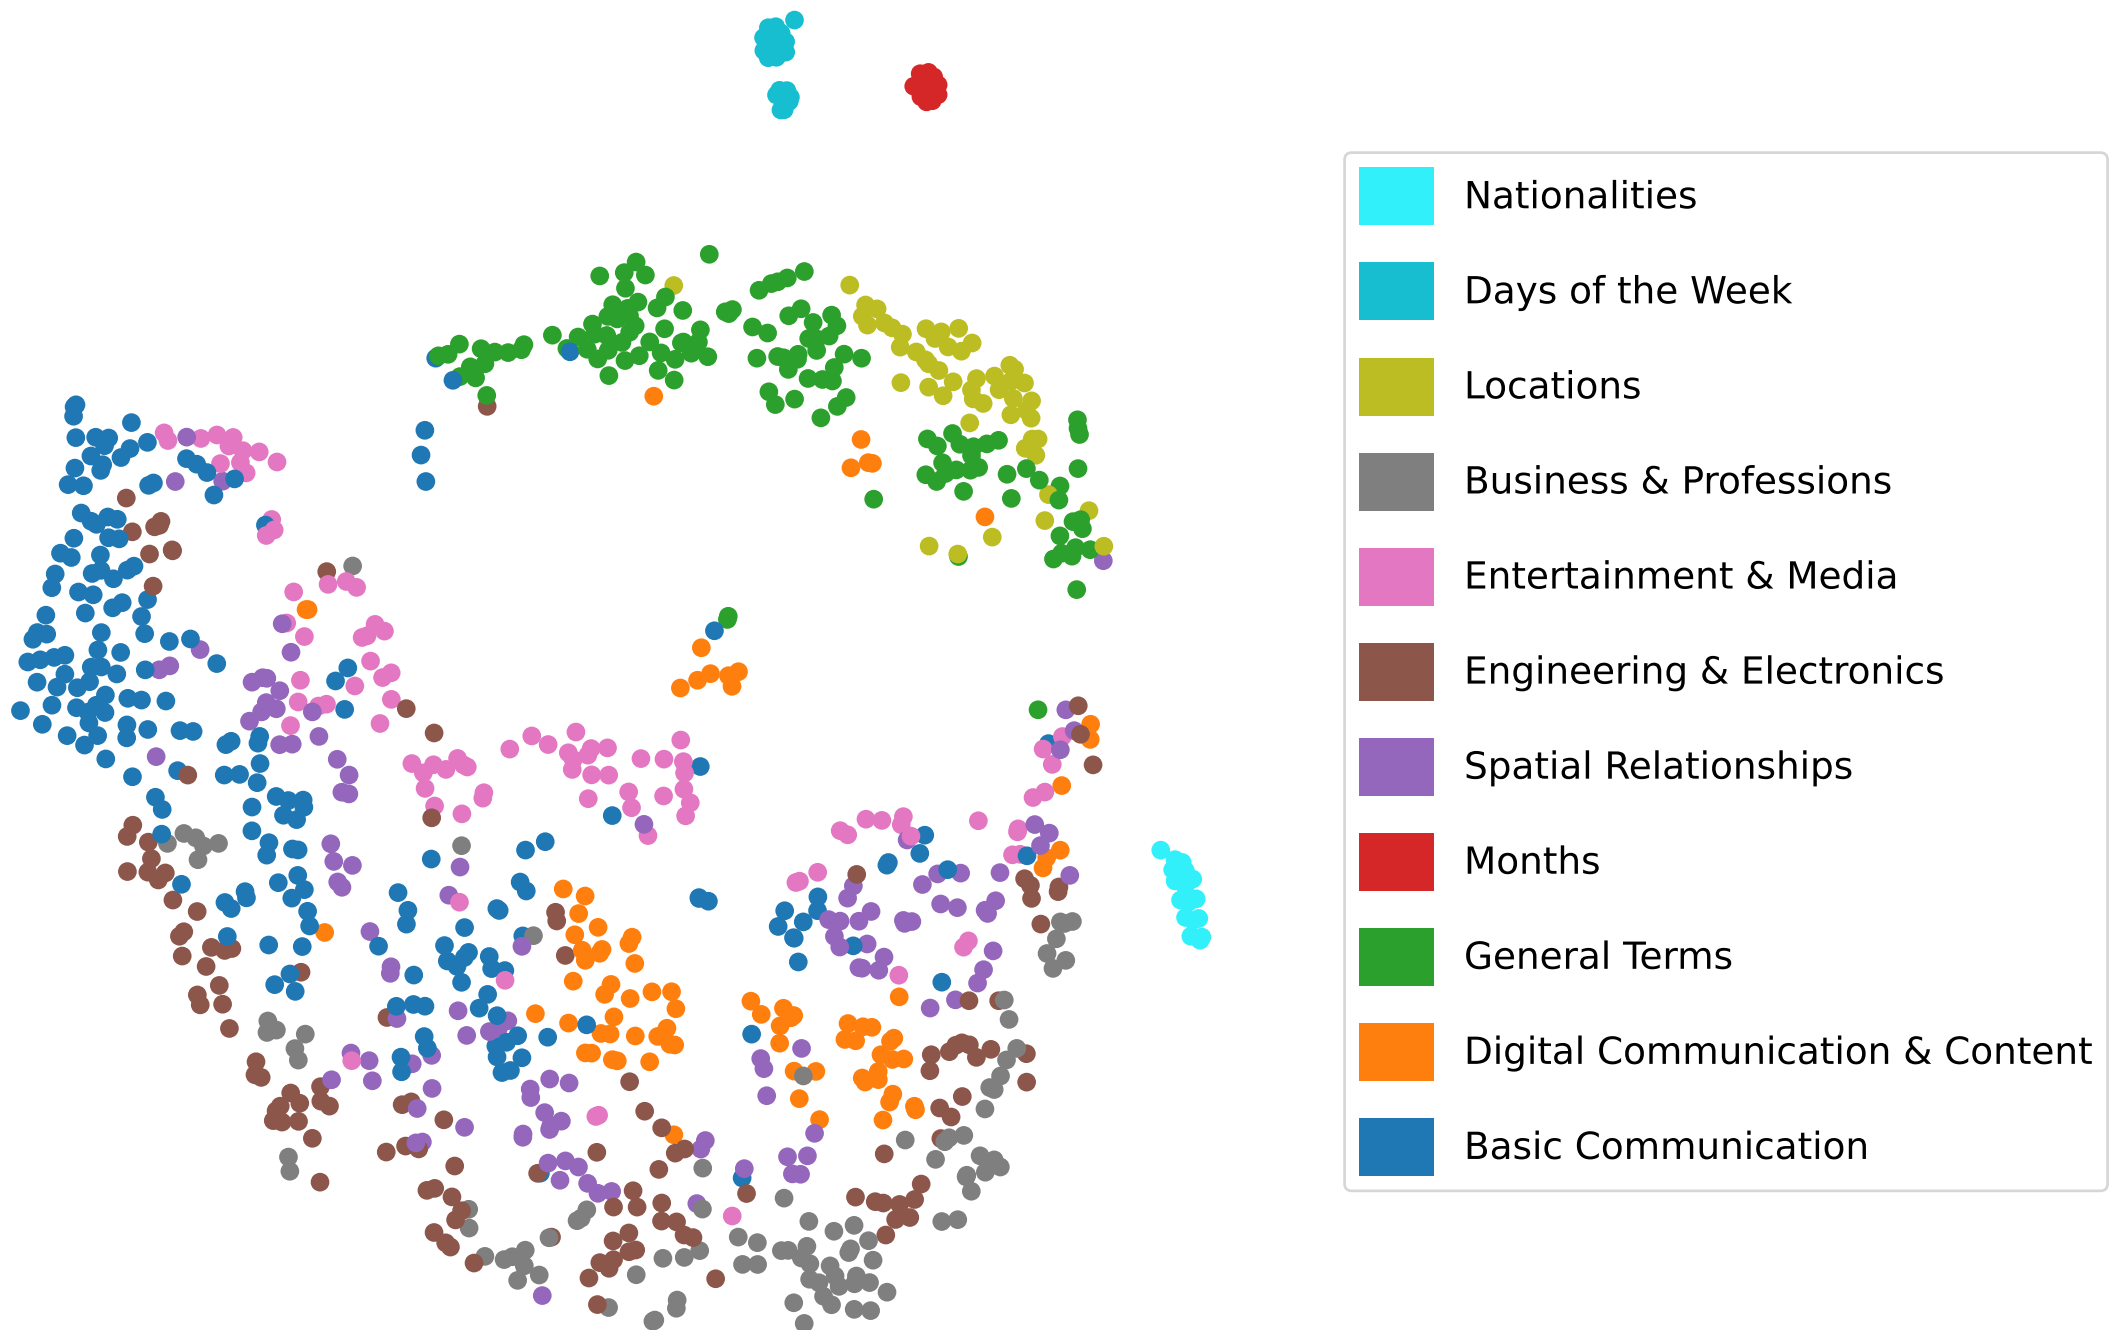 Nationalities
Days of the Week
Locations
Business & Professions
Entertainment & Media
Engineering & Electronics
Spatial Relationships
Months
General Terms
Digital Communication & Content
Basic Communication